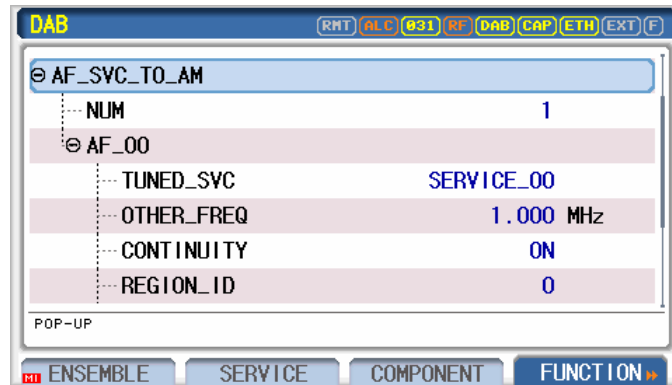 DAB (RMT)(ALC)(031)(RF)(DAB)(CAP)(ETH)(EXT)(F)
AF_SVC_TO_AM
NUM 1
AF_00
TUNED_SVC SERVICE_00
OTHER_FREQ 1.000 MHz
CONTINUITY ON
REGION_ID 0
POP-UP
MI ENSEMBLE SERVICE COMPONENT FUNCTION